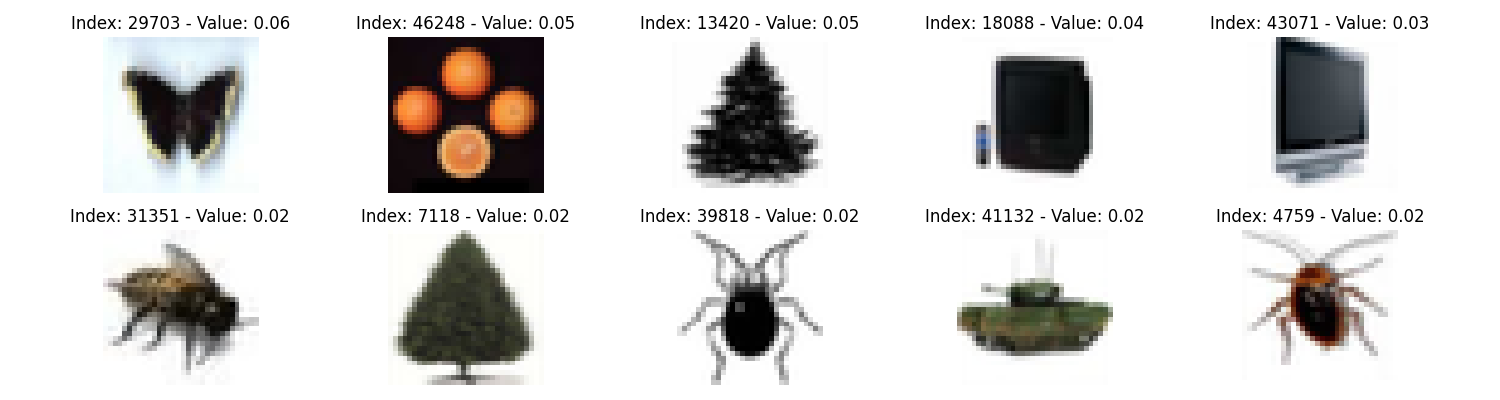 Index: 29703 - Value: 0.06
Index: 46248 - Value: 0.05
Index: 13420 - Value: 0.05
Index: 18088 - Value: 0.04
Index: 43071 - Value: 0.03
Index: 31351 - Value: 0.02
Index: 7118 - Value: 0.02
Index: 39818 - Value: 0.02
Index: 41132 - Value: 0.02
Index: 4759 - Value: 0.02